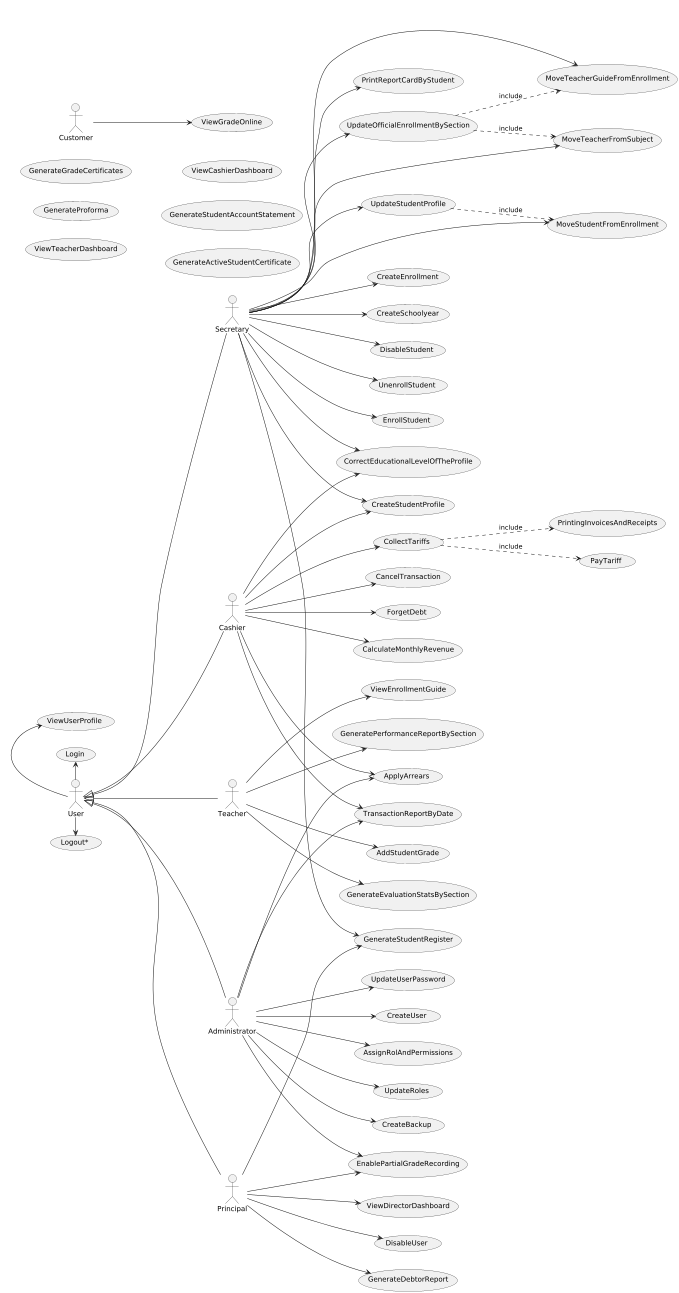 PrintReportCardByStudent
MoveTeacherGuideFromEnrollment
include
Customer
ViewGradeOnline
UpdateOfficialEnrollmentBySection
include
MoveTeacherFromSubject
GenerateGradeCertificates
ViewCashierDashboard
GenerateProforma
GenerateStudentAccountStatement
UpdateStudentProfile
include
MoveStudentFromEnrollment
ViewTeacherDashboard
GenerateActiveStudentCertificate
CreateEnrollment
Secretary
CreateSchoolyear
DisableStudent
UnenrollStudent
EnrollStudent
CorrectEducationalLevelOfTheProfile
CreateStudentProfile
include
PrintingInvoicesAndReceipts
CollectTariffs
include
PayTariff
CancelTransaction
Cashier
ForgetDebt
CalculateMonthlyRevenue
ViewEnrollmentGuide
ViewUserProfile
GeneratePerformanceReportBySection
Login
ApplyArrears
User
Teacher
TransactionReportByDate
Logout*
AddStudentGrade
GenerateEvaluationStatsBySection
GenerateStudentRegister
UpdateUserPassword
CreateUser
Administrator
AssignRolAndPermissions
UpdateRoles
CreateBackup
EnablePartialGradeRecording
Principal
ViewDirectorDashboard
DisableUser
GenerateDebtorReport